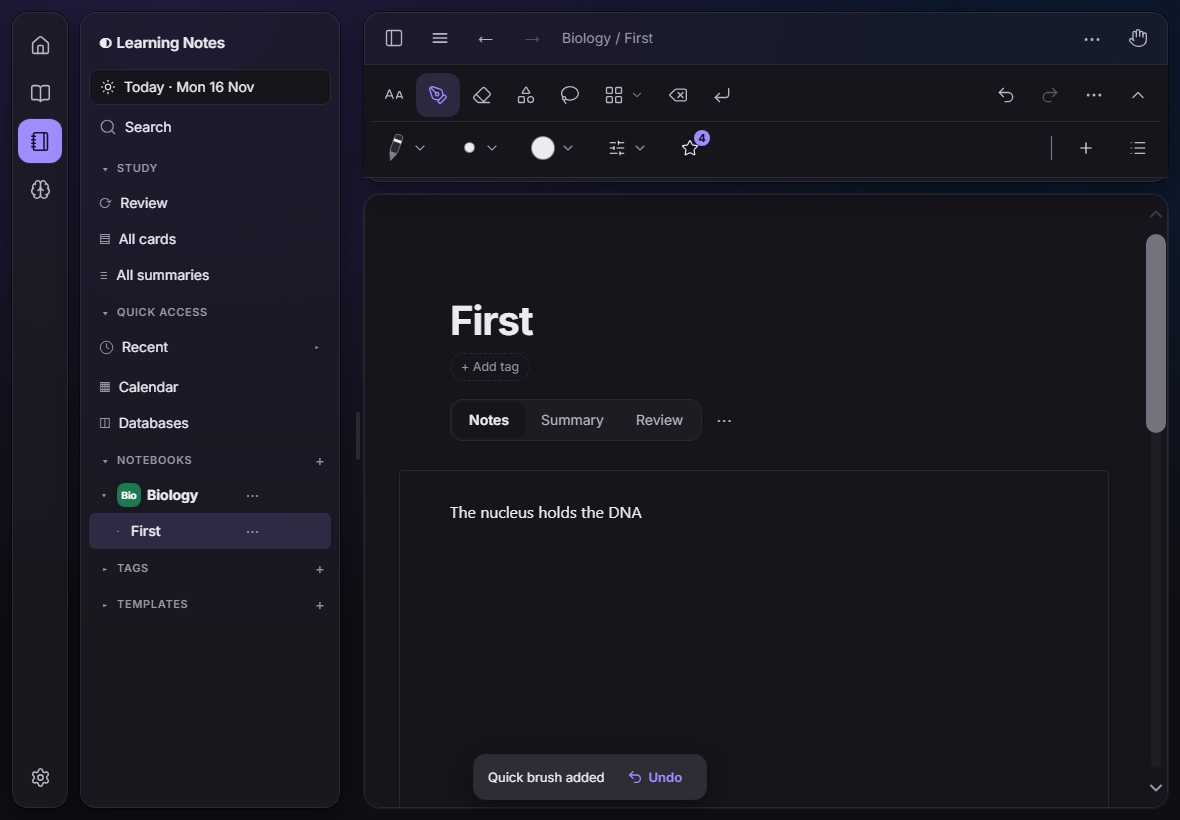 Learning Notes
Today · Mon 16 Nov
Search
STUDY
Review
All cards
All summaries
QUICK ACCESS
Recent
Calendar
Databases
NOTEBOOKS
Bio Biology
First
TAGS
TEMPLATES
Biology / First
AA
4
First
+ Add tag
Notes Summary Review
The nucleus holds the DNA
Quick brush added Undo